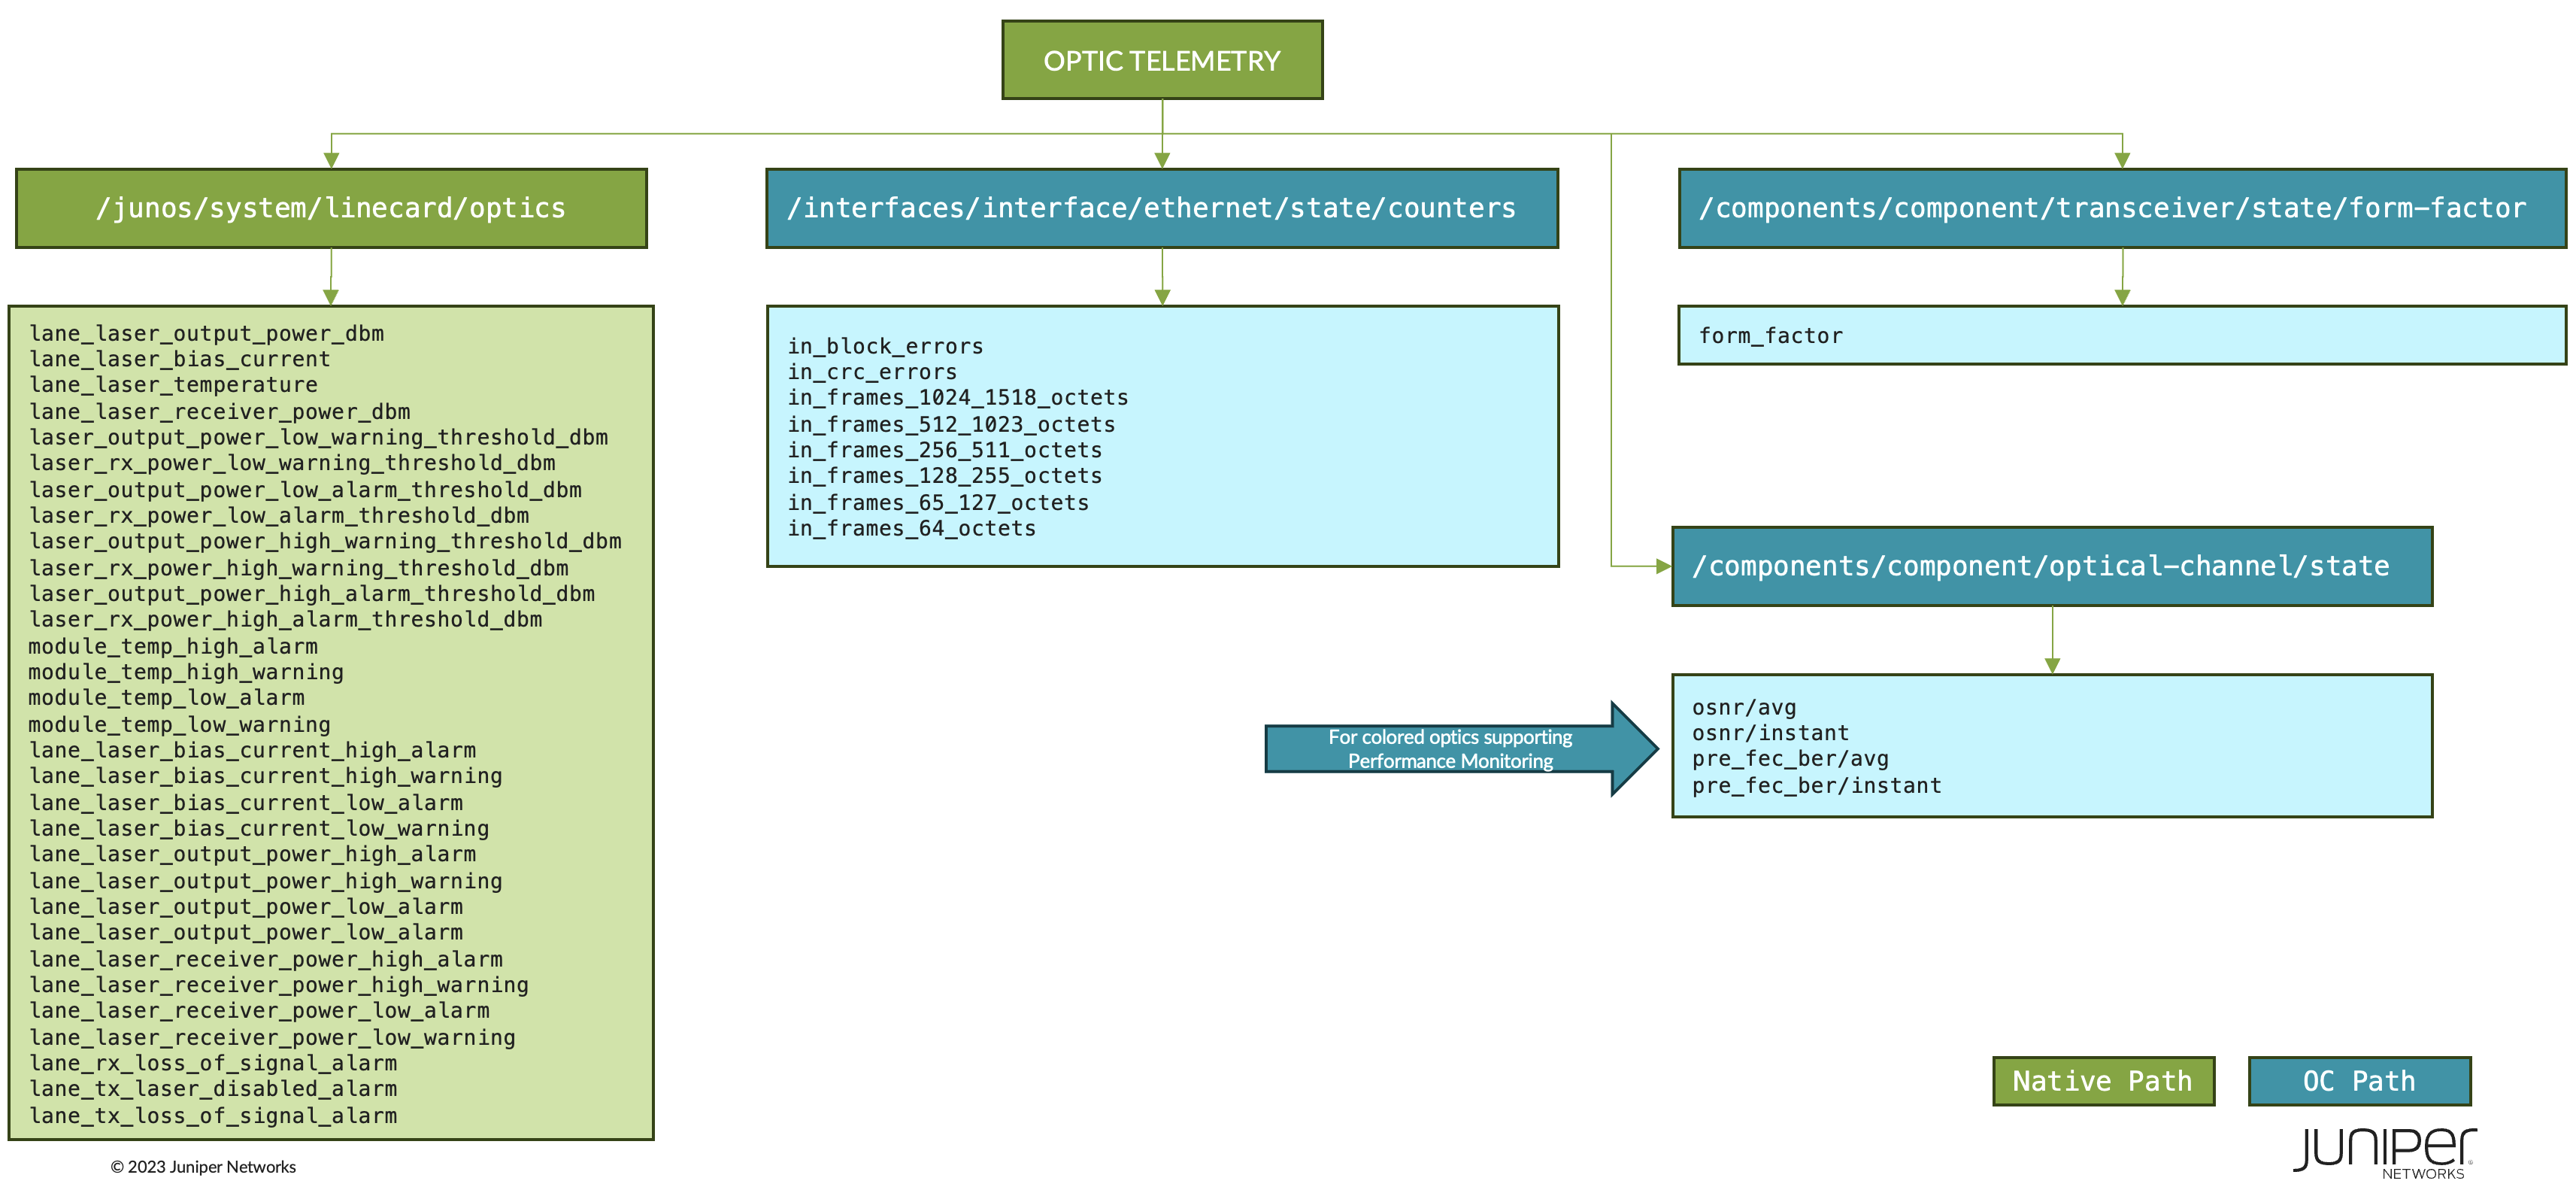 OPTIC TELEMETRY
/junos/system/linecard/optics
lane_laser_output_power_dbm
lane_laser_bias_current
lane_laser_temperature
lane_laser_receiver_power_dbm
laser_output_power_low_warning_threshold_dbm
laser_rx_power_low_warning_threshold_dbm
laser_output_power_low_alarm_threshold_dbm
laser_rx_power_low_alarm_threshold_dbm
laser_output_power_high_warning_threshold_dbm
laser_rx_power_high_warning_threshold_dbm
laser_output_power_high_alarm_threshold_dbm
laser_rx_power_high_alarm_threshold_dbm
module_temp_high_alarm
module_temp_high_warning
module_temp_low_alarm
module_temp_low_warning
lane_laser_bias_current_high_alarm
lane_laser_bias_current_high_warning
lane_laser_bias_current_low_alarm
lane_laser_bias_current_low_warning
lane_laser_output_power_high_alarm
lane_laser_output_power_high_warning
lane_laser_output_power_low_alarm
lane_laser_output_power_low_alarm
lane_laser_receiver_power_high_alarm
lane_laser_receiver_power_high_warning
lane_laser_receiver_power_low_alarm
lane_laser_receiver_power_low_warning
lane_rx_loss_of_signal_alarm
lane_tx_laser_disabled_alarm
lane_tx_loss_of_signal_alarm
/interfaces/interface/ethernet/state/counters
in_block_errors
in_crc_errors
in_frames_1024_1518_octets
in_frames_512_1023_octets
in_frames_256_511_octets
in_frames_128_255_octets
in_frames_65_127_octets
in_frames_64_octets
/components/component/transceiver/state/form-factor
form_factor
/components/component/optical-channel/state
For colored optics supporting
Performance Monitoring
osnr/avg
osnr/instant
pre_fec_ber/avg
pre_fec_ber/instant
Native Path
OC Path
© 2023 Juniper Networks
JUNIPER
NETWORKS